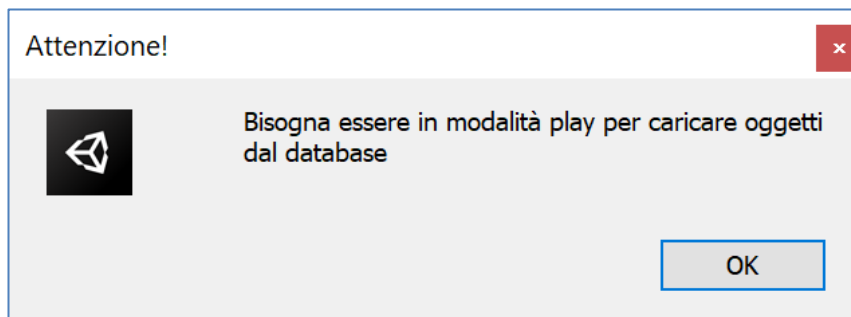 Attenzione!
x
Bisogna essere in modalità play per caricare oggetti
dal database
OK